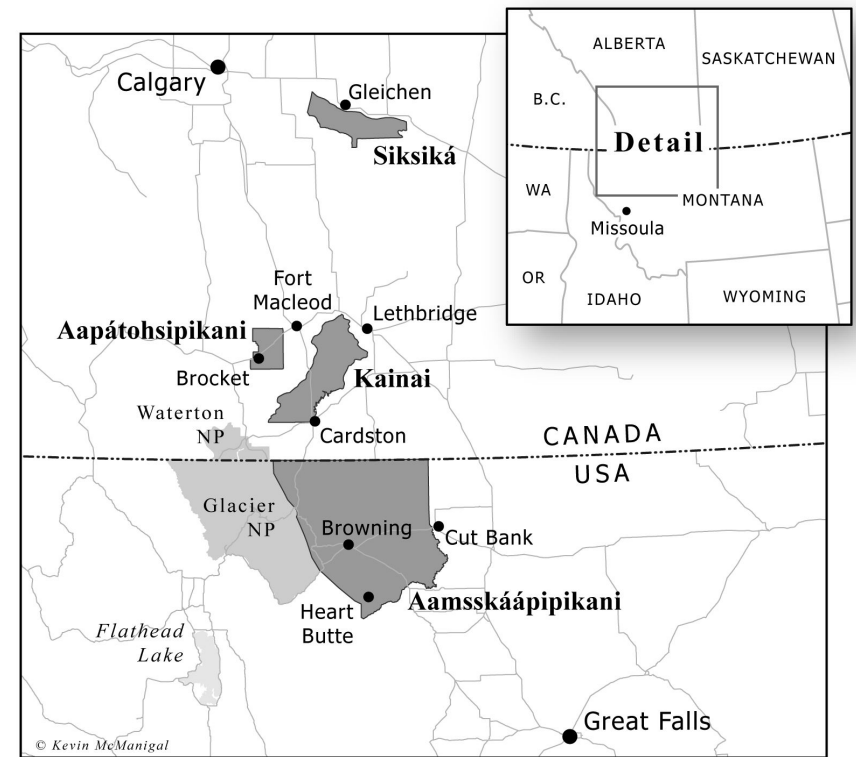 Calgary
Gleichen
Siksiká
Fort
Macleod
Lethbridge
Aapátohsipikani
Brocket
Kainai
Waterton
NP
Cardston
CANADA
USA
Glacier
NP
Browning
Cut Bank
Heart
Butte
Aamsskáápipikani
Flathead
Lake
Great Falls
© Kevin McManigal
ALBERTA
SASKATCHEWAN
B.C.
Detail
WA
MONTANA
Missoula
OR
IDAHO
WYOMING